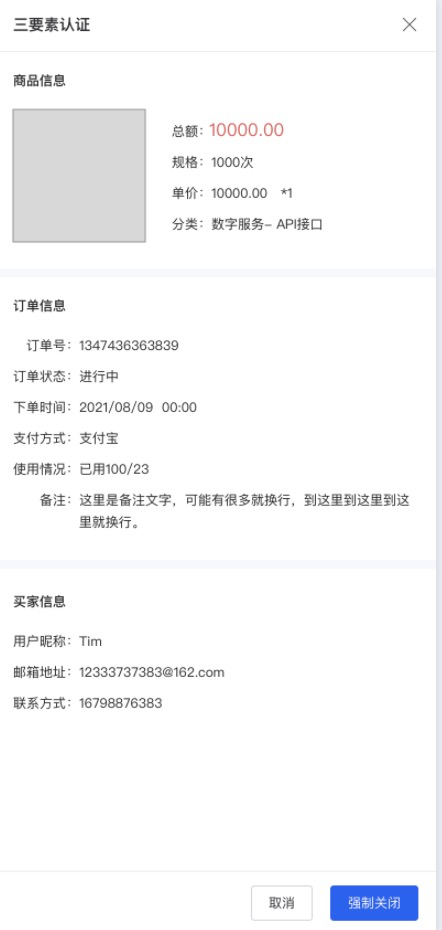 三要素认证
商品信息
总额：10000.00
规格：1000次
单价：10000.00 *1
分类：数字服务- API接口
订单信息
订单号：1347436363839
订单状态：进行中
下单时间：2021/08/09 00:00
支付方式：支付宝
使用情况：已用100/23
备注：这里是备注文字，可能有很多就换行，到这里到这里到这
里就换行。
买家信息
用户昵称：Tim
邮箱地址：12333737383@162.com
联系方式：16798876383
取消
强制关闭